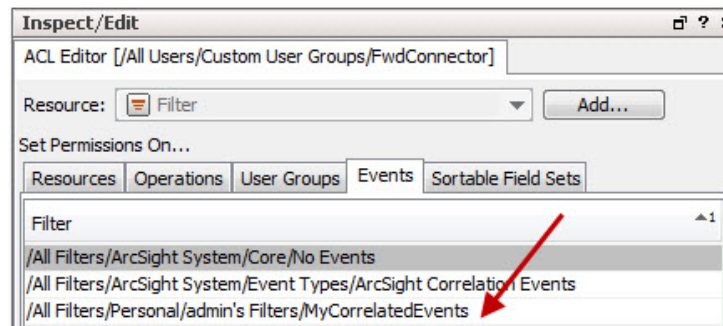 Inspect/Edit ?
ACL Editor [/All Users/Custom User Groups/FwdConnector]
Resource: Filter Add...
Set Permissions On...
Resources Operations User Groups Events Sortable Field Sets
Filter 1
/All Filters/ArcSight System/Core/No Events
/All Filters/ArcSight System/Event Types/ArcSight Correlation Events
/All Filters/Personal/admin's Filters/MyCorrelatedEvents